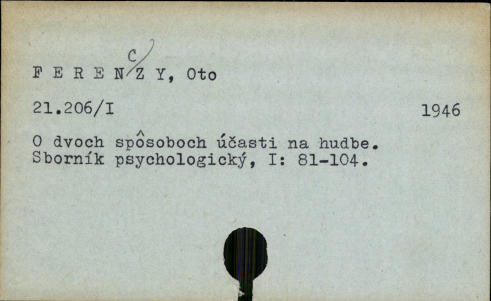 F E R E N C Z Y, Oto
21.206/I 1946
O dvoch spôsoboch účasti na hudbe.
Sborník psychologický, I: 81-104.